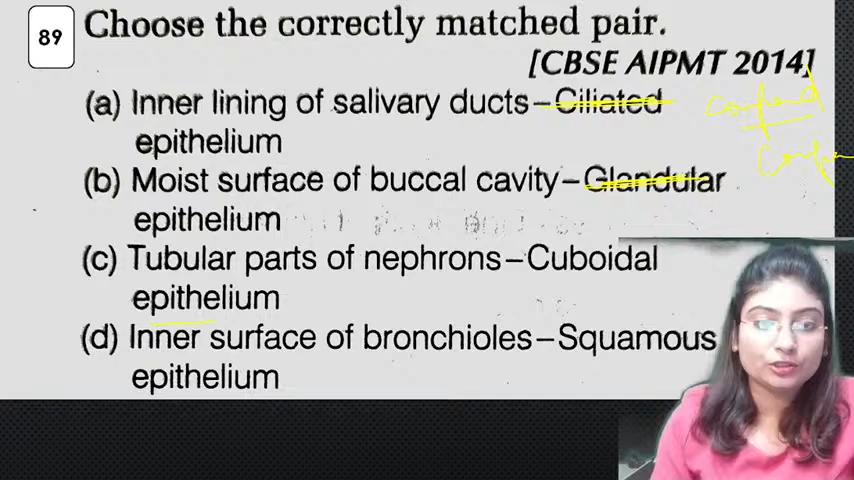 89 Choose the correctly matched pair.
[CBSE AIPMT 2014]
(a) Inner lining of salivary ducts–Ciliated
epithelium
(b) Moist surface of buccal cavity–Glandular
epithelium
(c) Tubular parts of nephrons–Cuboidal
epithelium
(d) Inner surface of bronchioles–Squamous
epithelium